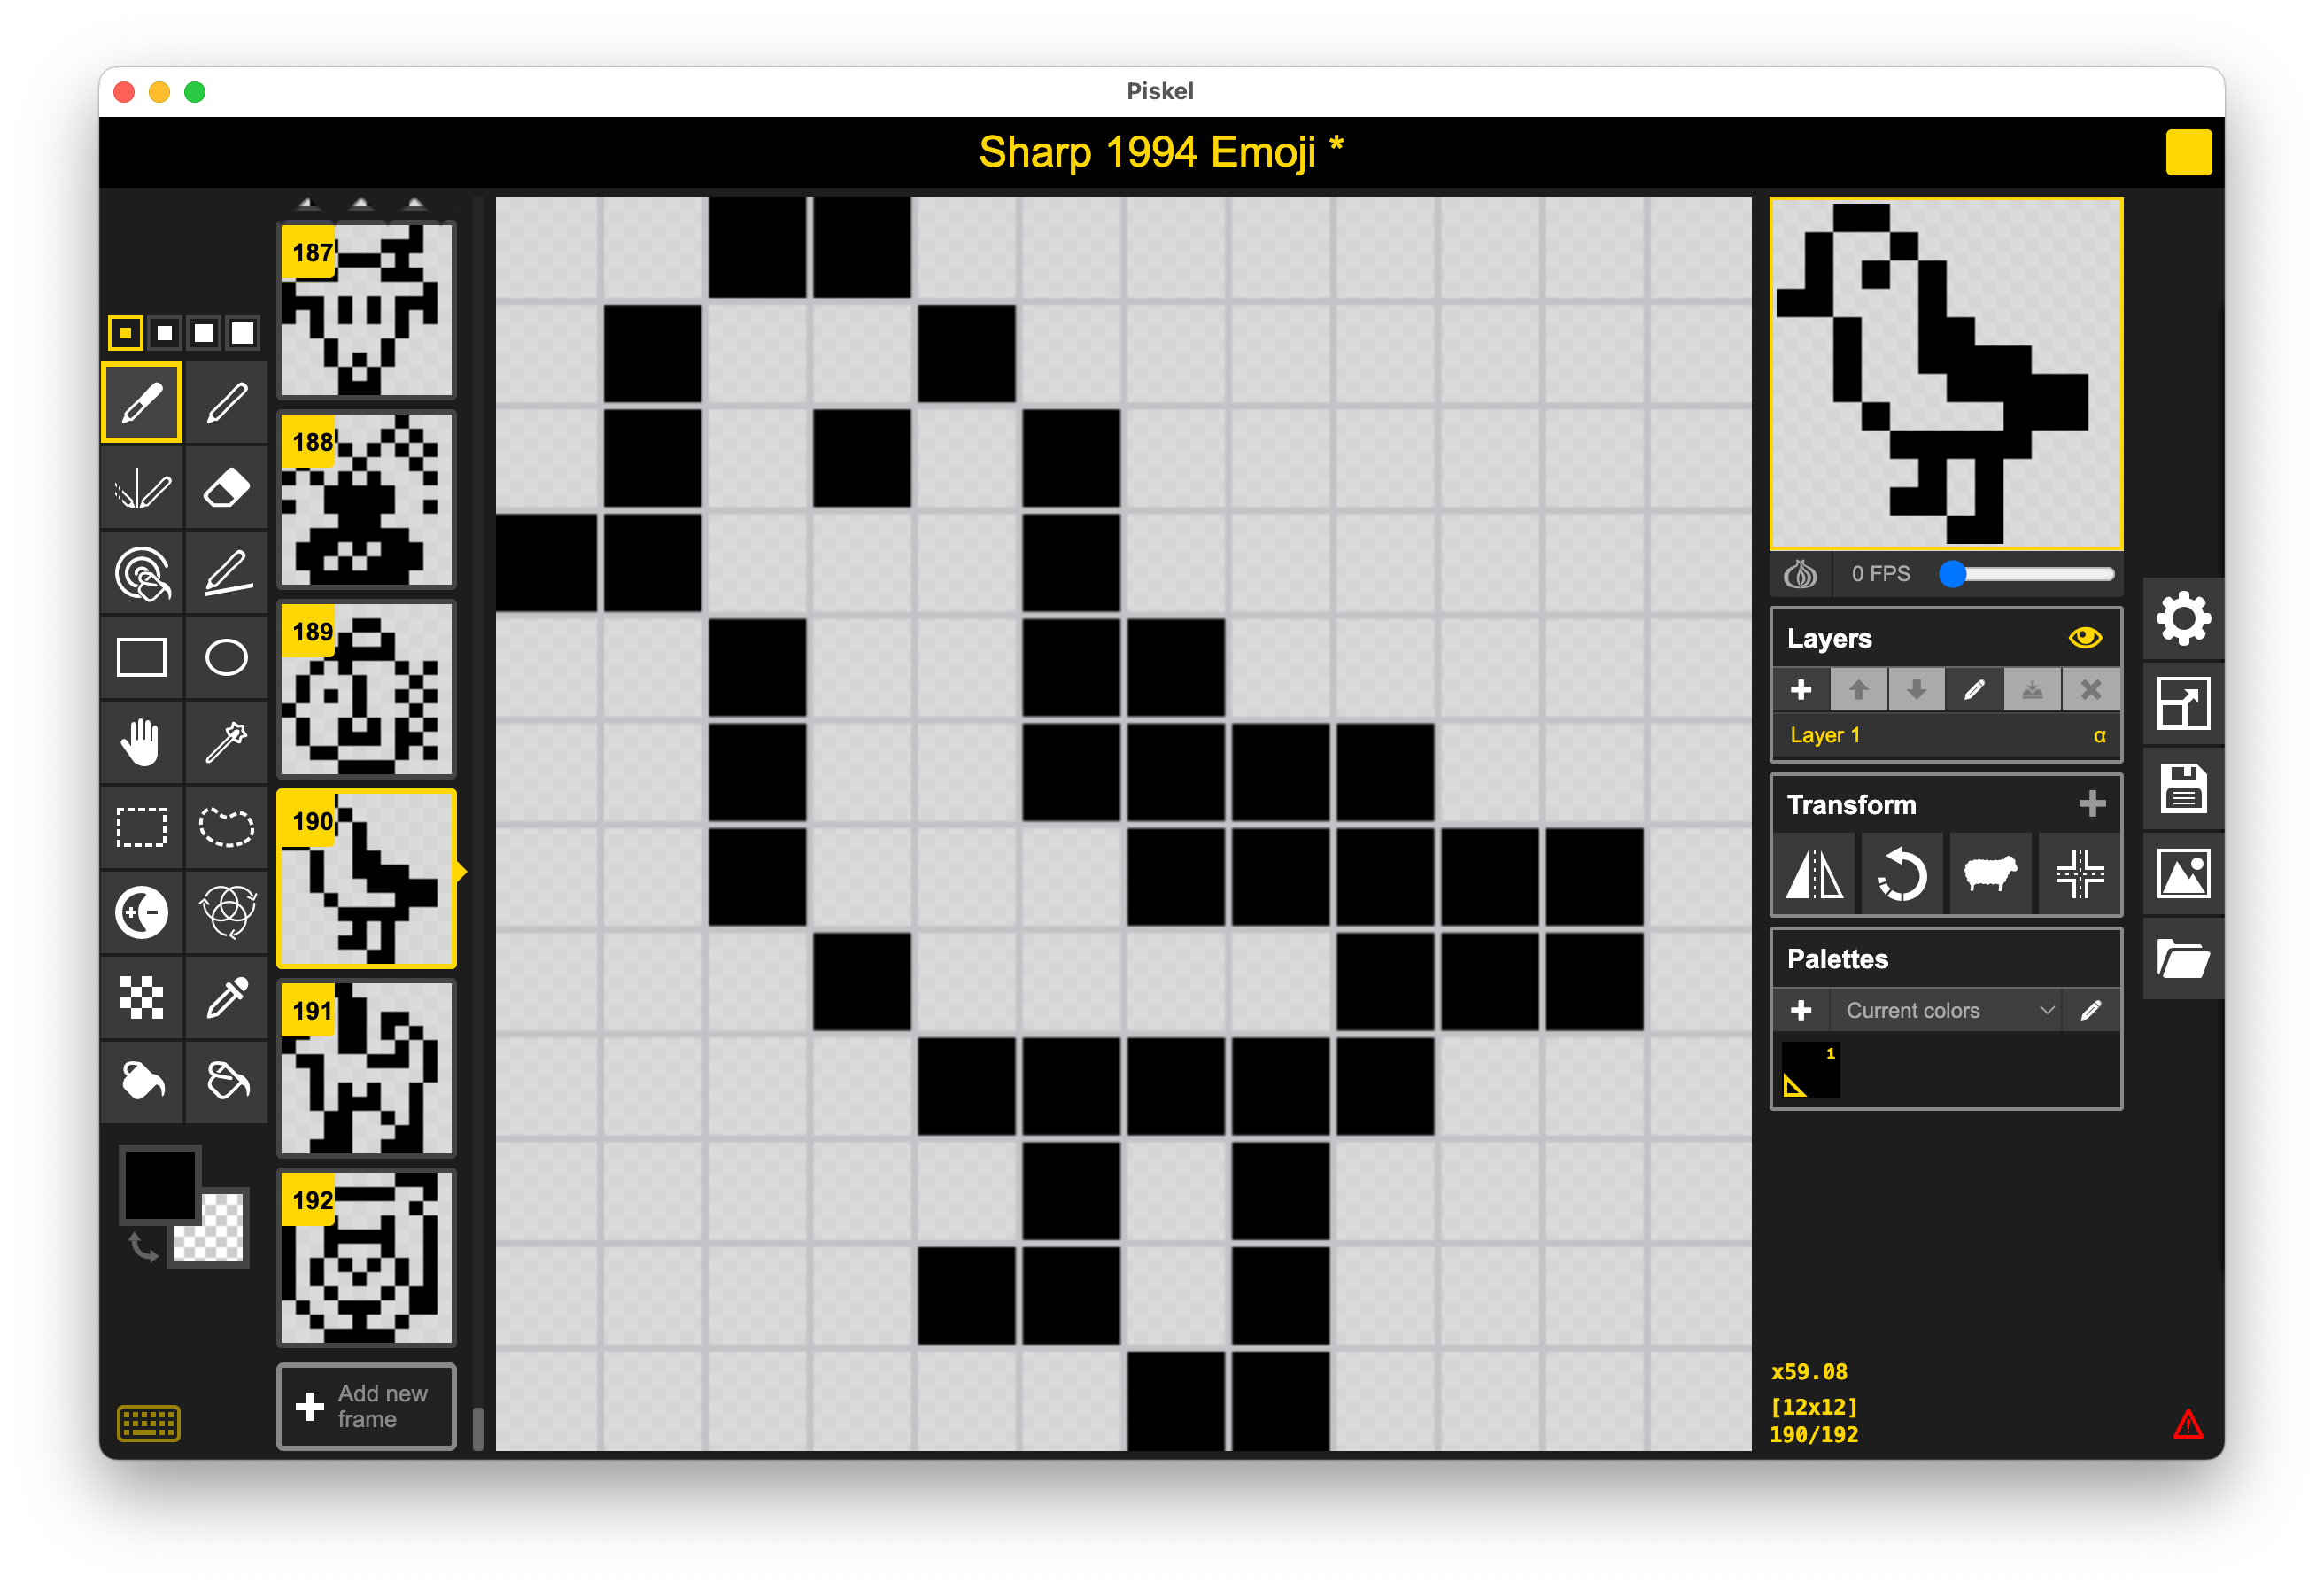 Piskel
Sharp 1994 Emoji *
187
188
189
190
191
192
Add new
frame
0 FPS
Layers
Layer 1
α
Transform
Palettes
Current colors
1
x59.08
[12x12]
190/192